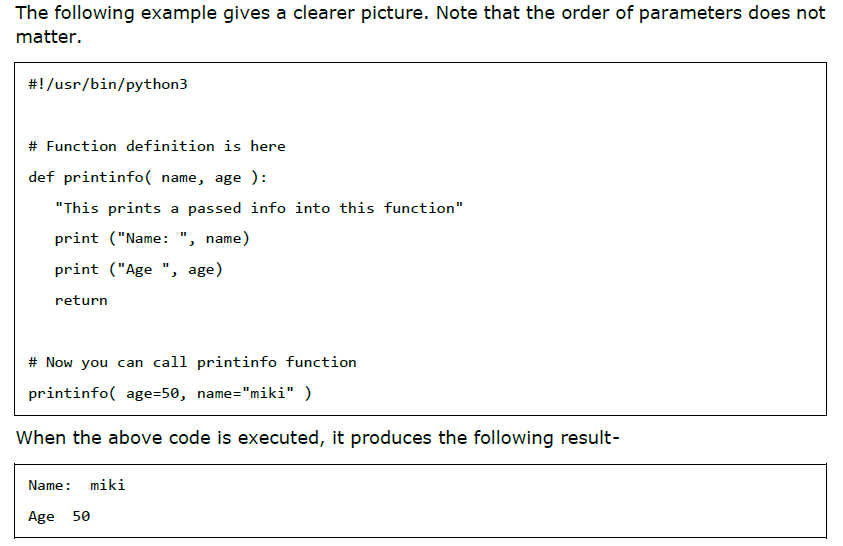 The following example gives a clearer picture. Note that the order of parameters does not
matter.
#!/usr/bin/python3
# Function definition is here
def printinfo( name, age ):
   "This prints a passed info into this function"
   print ("Name: ", name)
   print ("Age ", age)
   return
# Now you can call printinfo function
printinfo( age=50, name="miki" )
When the above code is executed, it produces the following result-
Name:  miki
Age  50